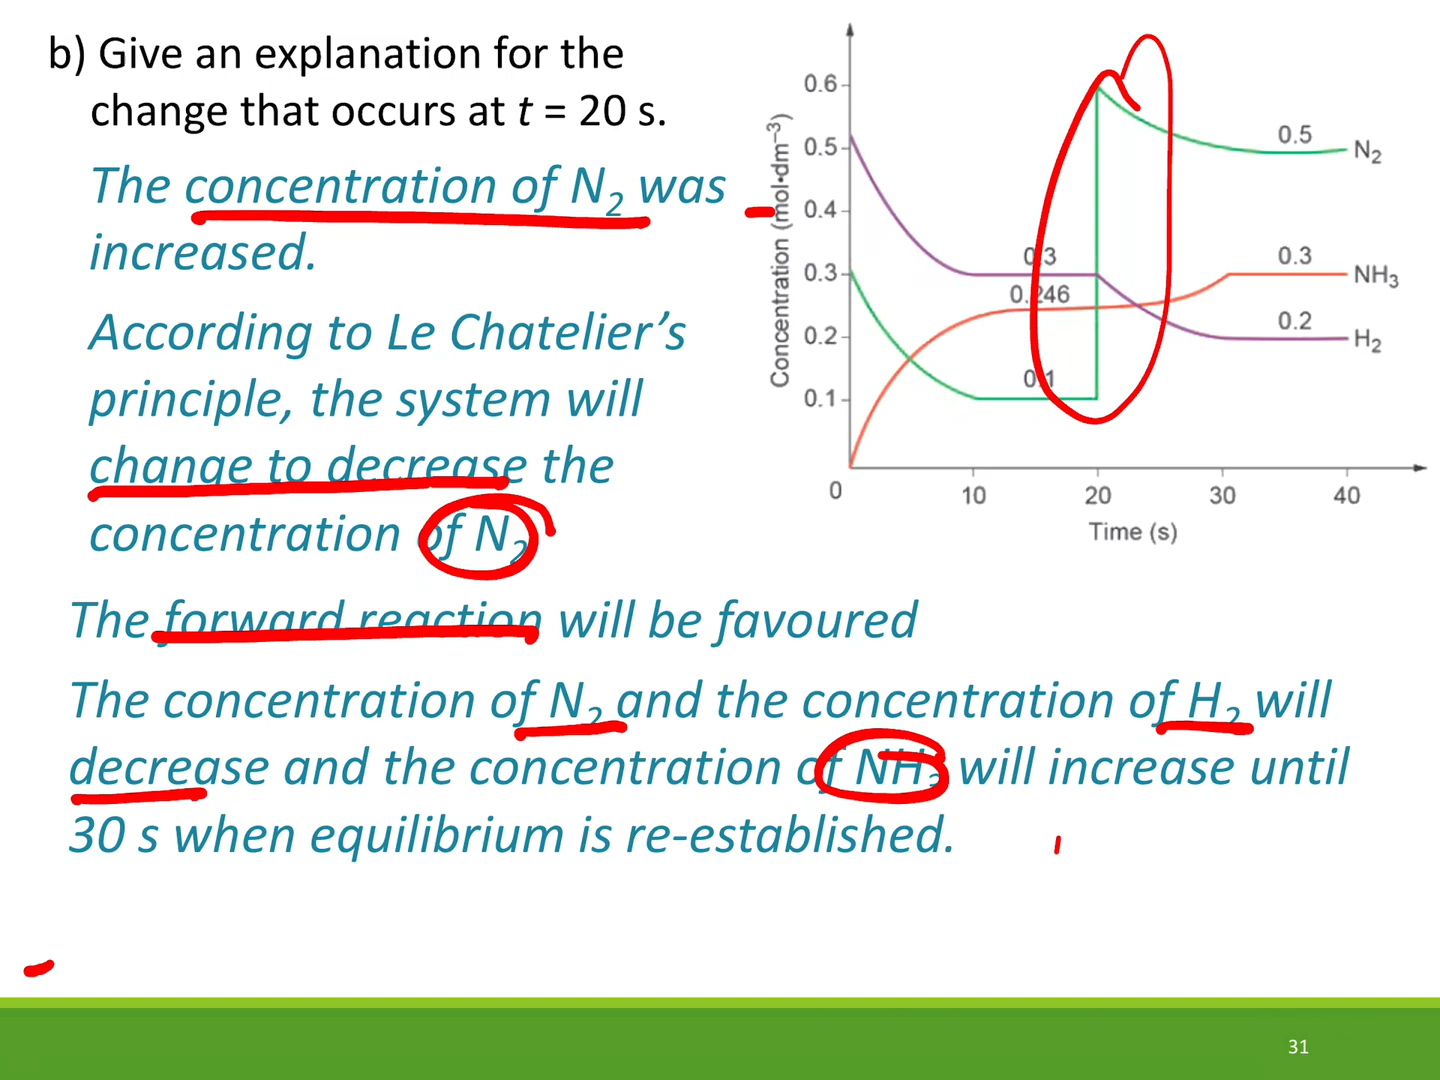 b) Give an explanation for the
change that occurs at t = 20 s.
The concentration of N₂ was
increased.
According to Le Chatelier's
principle, the system will
change to decrease the
concentration of N₂
The forward reaction will be favoured
The concentration of N₂ and the concentration of H₂ will
decrease and the concentration of NH₃ will increase until
30 s when equilibrium is re-established.
Concentration (mol•dm⁻³)
0.6
0.5
0.4
0.3
0.2
0.1
0
10
20
30
40
Time (s)
0.3
0.246
0.1
0.5
N₂
0.3
NH₃
0.2
H₂
31